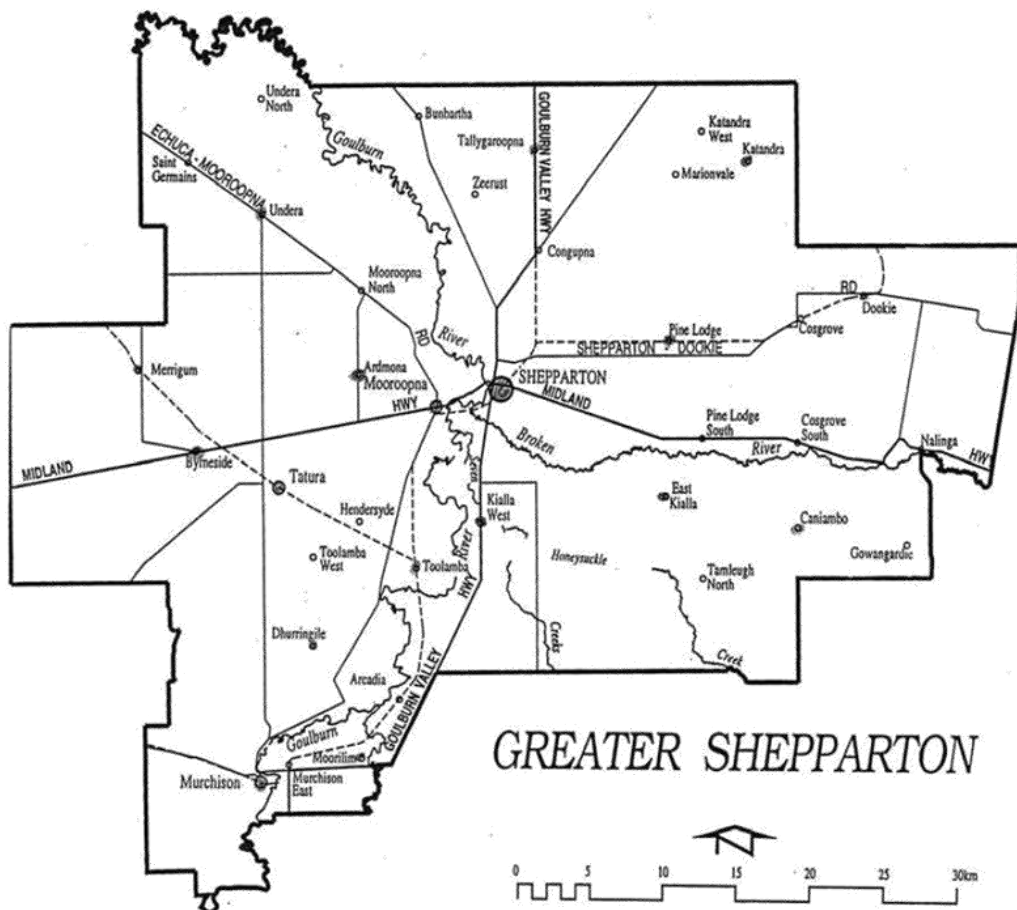 Undera
North
Bunbartha
GOULBURN VALLEY HWY
Katandra
West
Goulburn
Tallygaroopna
Katandra
ECHUCA - MOOROOPNA
Saint
Germains
Marionvale
Zeerust
Undera
Congupna
Mooroopna
North
RD
Dookie
RD
River
Pine Lodge
Cosgrove
SHEPPARTON DOOKIE
Merrigum
Ardmona
Mooroopna
SHEPPARTON
HWY
MIDLAND
Pine Lodge
South
Cosgrove
South
Broken
River
Nalinga
HWY
MIDLAND
Byrneside
Tatura
Seven
Kialla
West
East
Kialla
Hendersyde
Caniambo
Gowangardie
Toolamba
West
Toolamba
River
HWY
Honeysuckle
Tamleugh
North
Dhurringile
Creeks
Creek
Arcadia
GOULBURN VALLEY
Goulburn
Moorilim
Murchison
Murchison
East
GREATER SHEPPARTON
0 5 10 15 20 25 30km